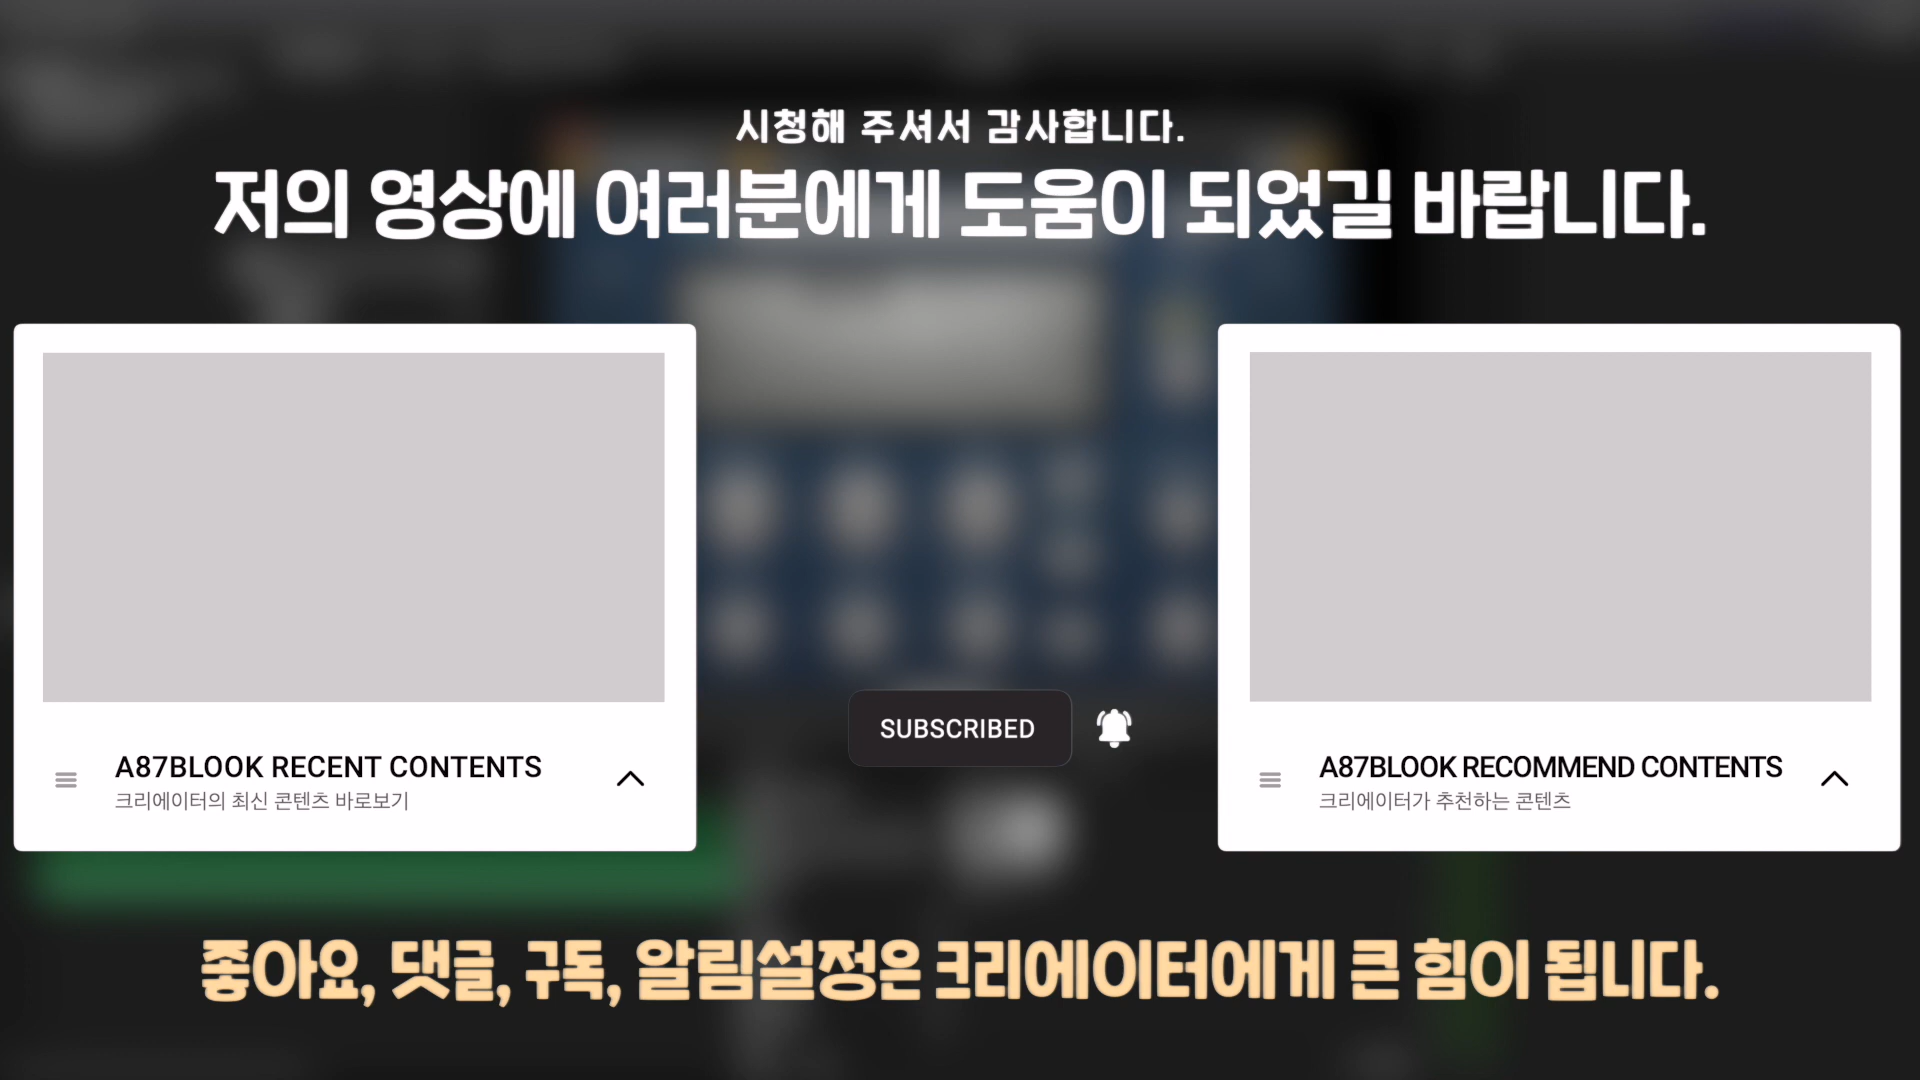 시청해 주셔서 감사합니다.
저의 영상에 여러분에게 도움이 되었길 바랍니다.
SUBSCRIBED
A87BLOOK RECENT CONTENTS
크리에이터의 최신 콘텐츠 바로보기
A87BLOOK RECOMMEND CONTENTS
크리에이터가 추천하는 콘텐츠
좋아요, 댓글, 구독, 알림설정은 크리에이터에게 큰 힘이 됩니다.